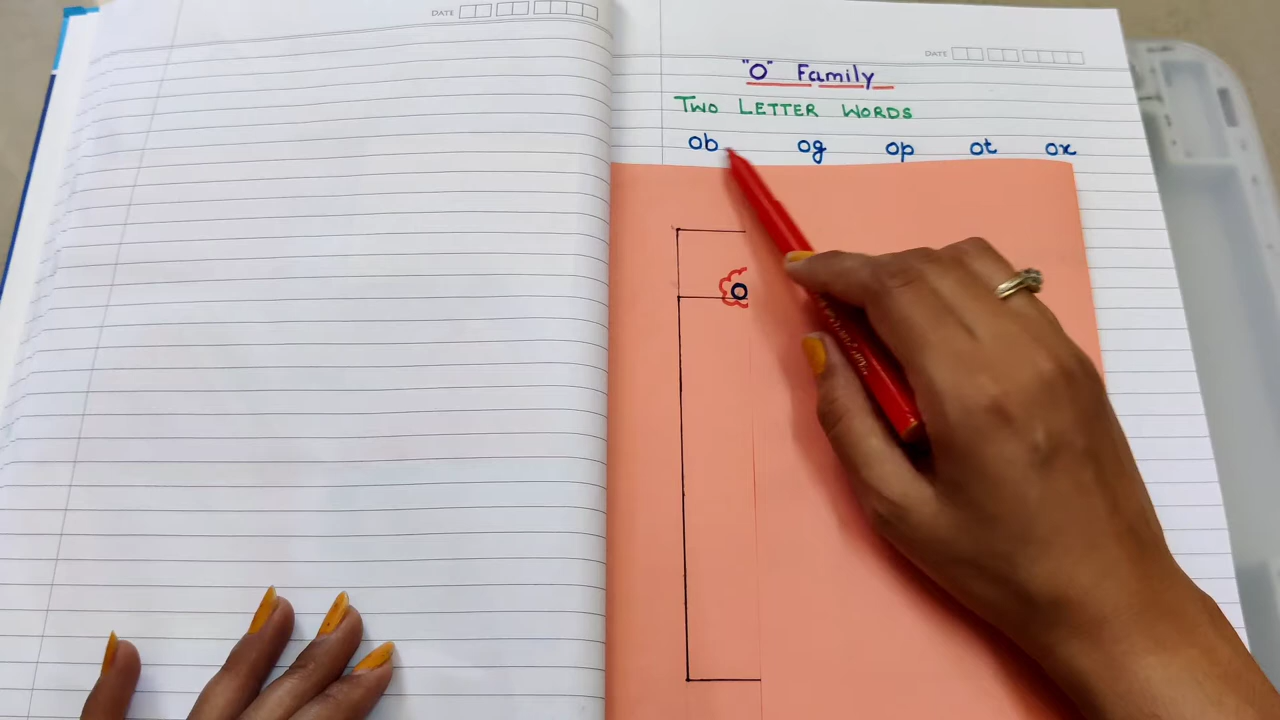 DATE
DATE
"O" Family
TWO LETTER WORDS
ob og op ot ox
o